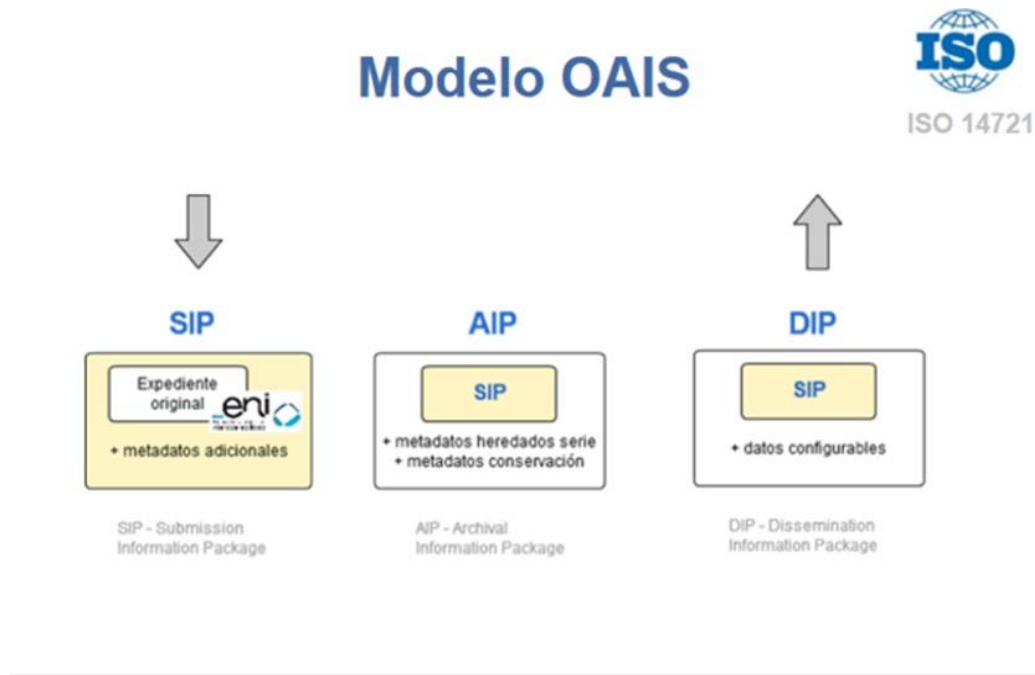 Modelo OAIS
ISO
ISO 14721
SIP
Expediente
original
eni
+ metadatos adicionales
SIP - Submission
Information Package
AIP
SIP
+ metadatos heredados serie
+ metadatos conservación
AIP - Archival
Information Package
DIP
SIP
+ datos configurables
DIP - Dissemination
Information Package